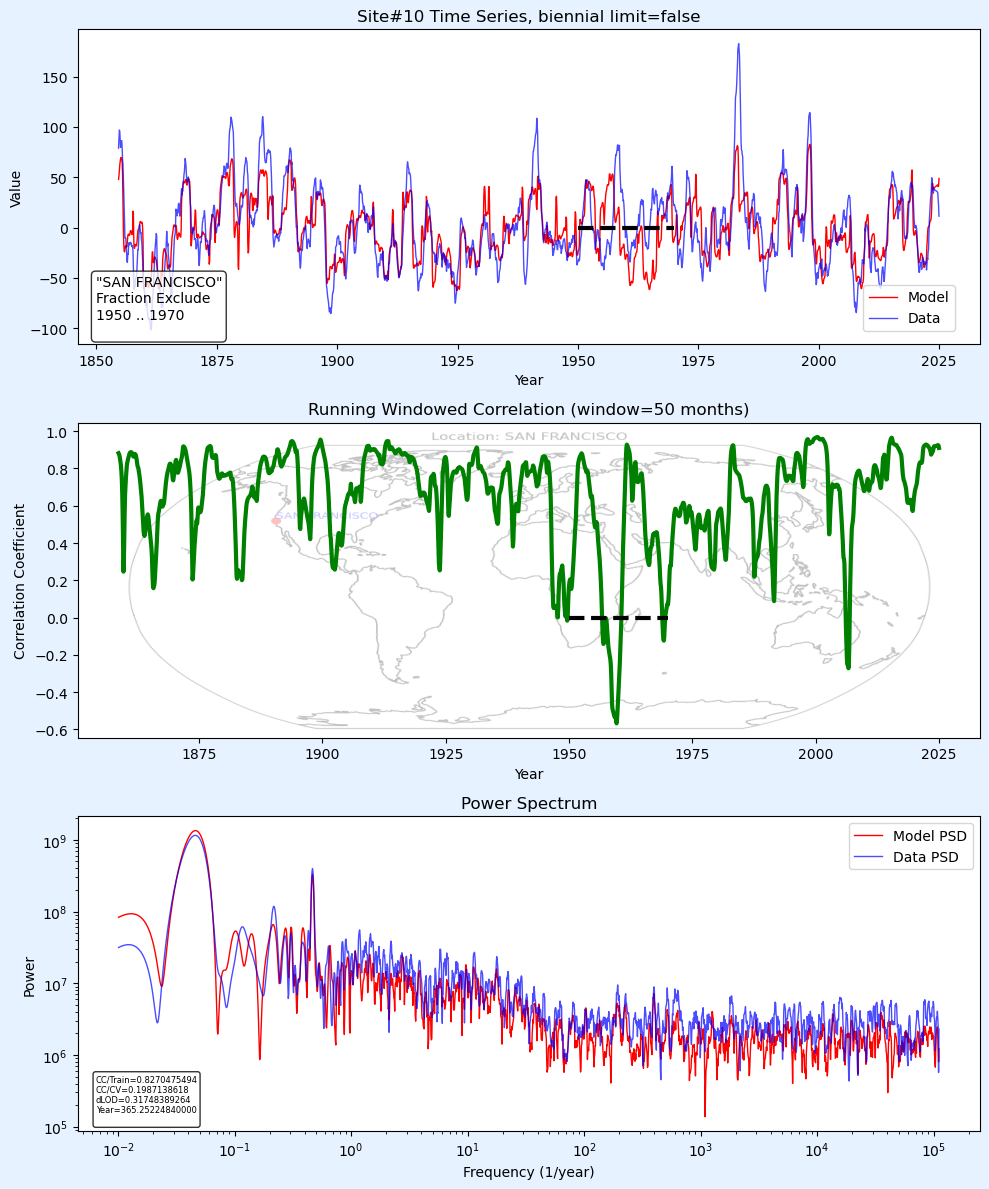 Site#10 Time Series, biennial limit=false
Value
150
100
50
0
−50
−100
"SAN FRANCISCO"
Fraction Exclude
1950 .. 1970
Model
Data
1850 1875 1900 1925 1950 1975 2000 2025
Year
Running Windowed Correlation (window=50 months)
Location: SAN FRANCISCO
SAN FRANCISCO
Correlation Coefficient
1.0
0.8
0.6
0.4
0.2
0.0
−0.2
−0.4
−0.6
1875 1900 1925 1950 1975 2000 2025
Year
Power Spectrum
Model PSD
Data PSD
Power
10⁹
10⁸
10⁷
10⁶
10⁵
CC/Train=0.8270475494
CC/CV=0.1987138618
dLOD=0.31748389264
Year=365.25224840000
10⁻² 10⁻¹ 10⁰ 10¹ 10² 10³ 10⁴ 10⁵
Frequency (1/year)